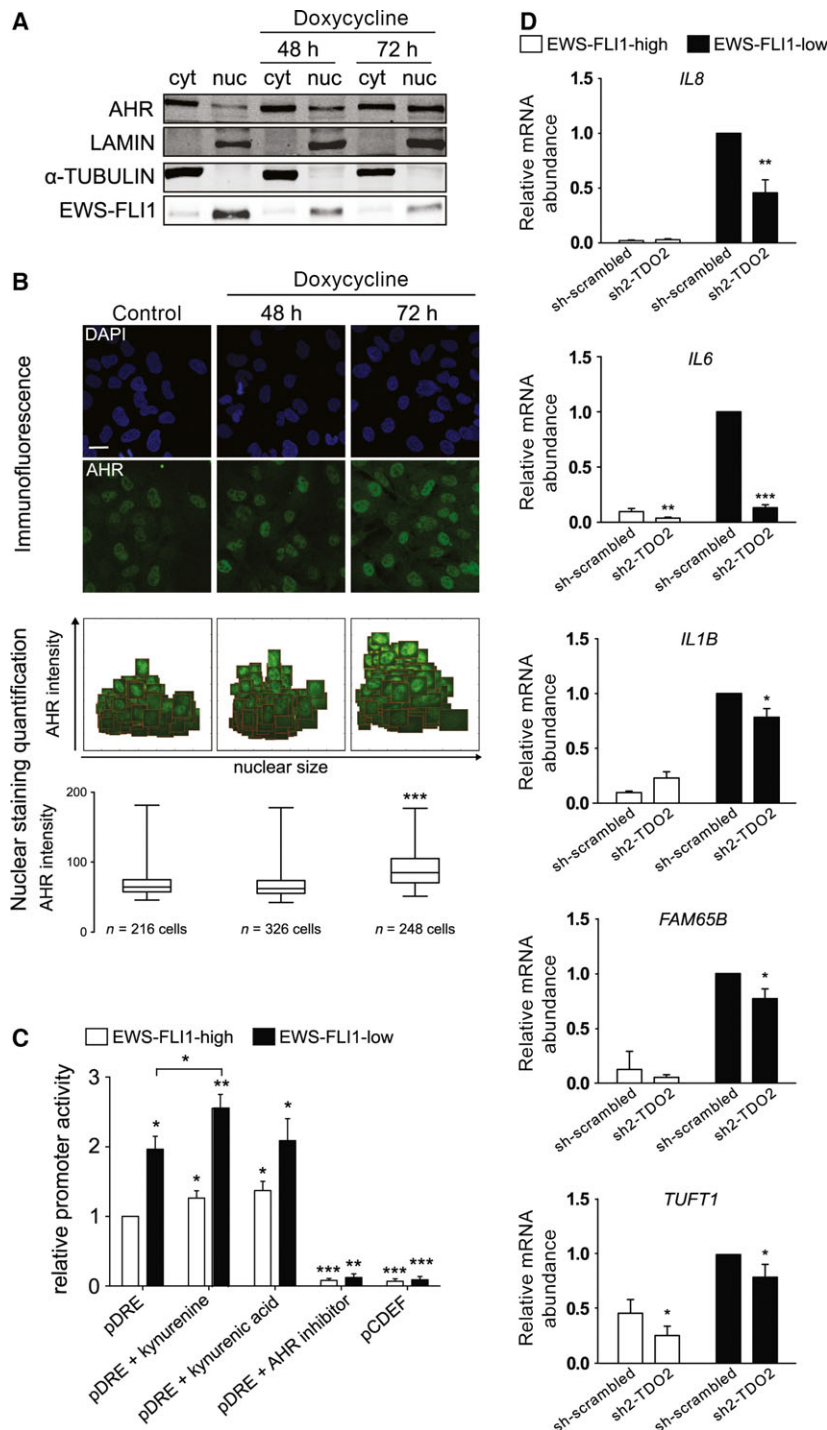 A
Doxycycline
48 h
72 h
cyt nuc cyt nuc cyt nuc
AHR
LAMIN
α-TUBULIN
EWS-FLI1
B
Doxycycline
Control
48 h
72 h
Immunofluorescence
DAPI
AHR
Nuclear staining quantification
AHR intensity
nuclear size
AHR intensity
200
100
0
***
n = 216 cells
n = 326 cells
n = 248 cells
C
EWS-FLI1-high
EWS-FLI1-low
relative promoter activity
3
2
1
0
*
*
*
**
*
*
***
**
***
***
pDRE
pDRE + kynurenine
pDRE + kynurenic acid
pDRE + AHR inhibitor
pCDEF
D
EWS-FLI1-high
EWS-FLI1-low
IL8
Relative mRNA
abundance
1.5
1.0
0.5
0.0
**
sh-scrambled
sh2-TDO2
sh-scrambled
sh2-TDO2
IL6
Relative mRNA
abundance
1.5
1.0
0.5
0.0
**
***
sh-scrambled
sh2-TDO2
sh-scrambled
sh2-TDO2
IL1B
Relative mRNA
abundance
1.5
1.0
0.5
0.0
*
sh-scrambled
sh2-TDO2
sh-scrambled
sh2-TDO2
FAM65B
Relative mRNA
abundance
1.5
1.0
0.5
0.0
*
sh-scrambled
sh2-TDO2
sh-scrambled
sh2-TDO2
TUFT1
Relative mRNA
abundance
1.5
1.0
0.5
0.0
*
*
sh-scrambled
sh2-TDO2
sh-scrambled
sh2-TDO2